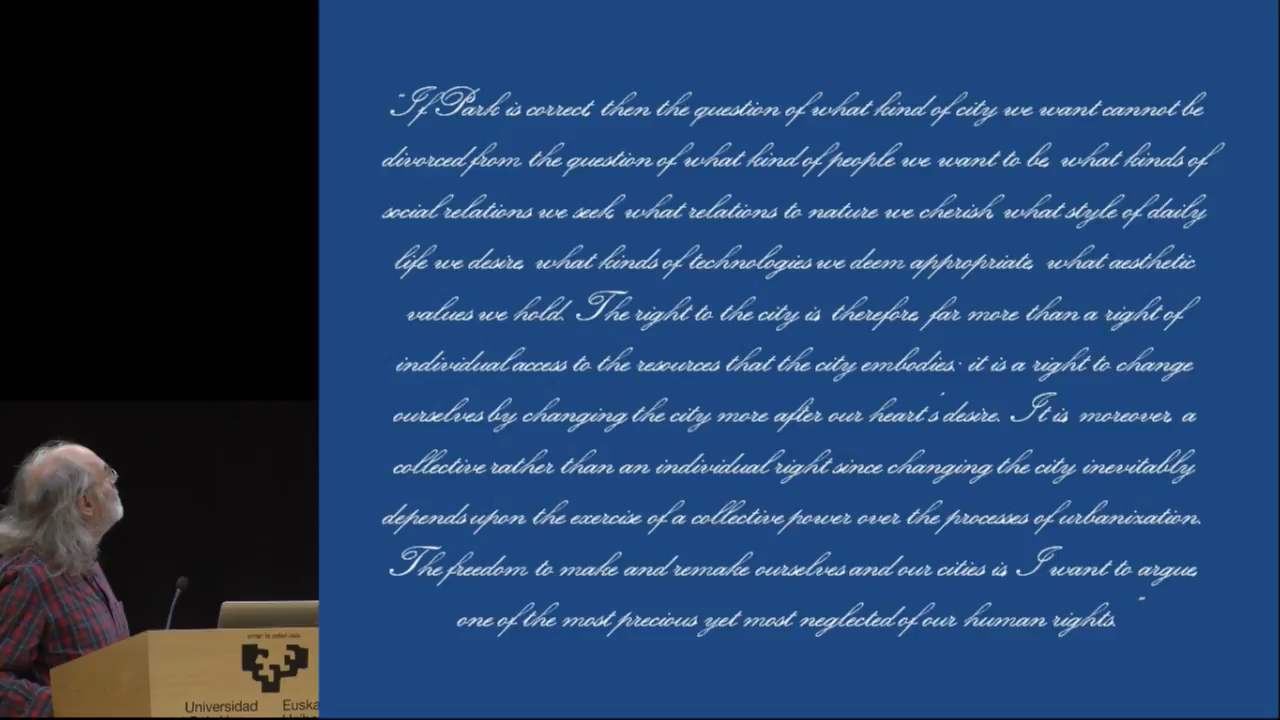 “If Park is correct, then the question of what kind of city we want cannot be
divorced from the question of what kind of people we want to be, what kinds of
social relations we seek, what relations to nature we cherish, what style of daily
life we desire, what kinds of technologies we deem appropriate, what aesthetic
values we hold. The right to the city is, therefore, far more than a right of
individual access to the resources that the city embodies: it is a right to change
ourselves by changing the city more after our heart's desire. It is, moreover, a
collective rather than an individual right since changing the city inevitably
depends upon the exercise of a collective power over the processes of urbanization.
The freedom to make and remake ourselves and our cities is, I want to argue,
one of the most precious yet most neglected of our human rights.”
Universidad Euska